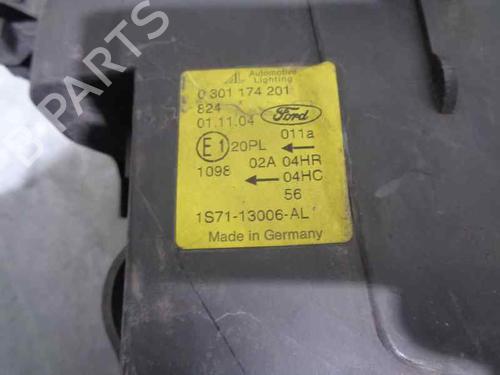 Automotive
Lighting
0 301 174 201
824
01.11.04
Ford
011a
E1 20PL
1098
02A 04HR
04HC
56
1S71-13006-AL
Made in Germany
B PARTS